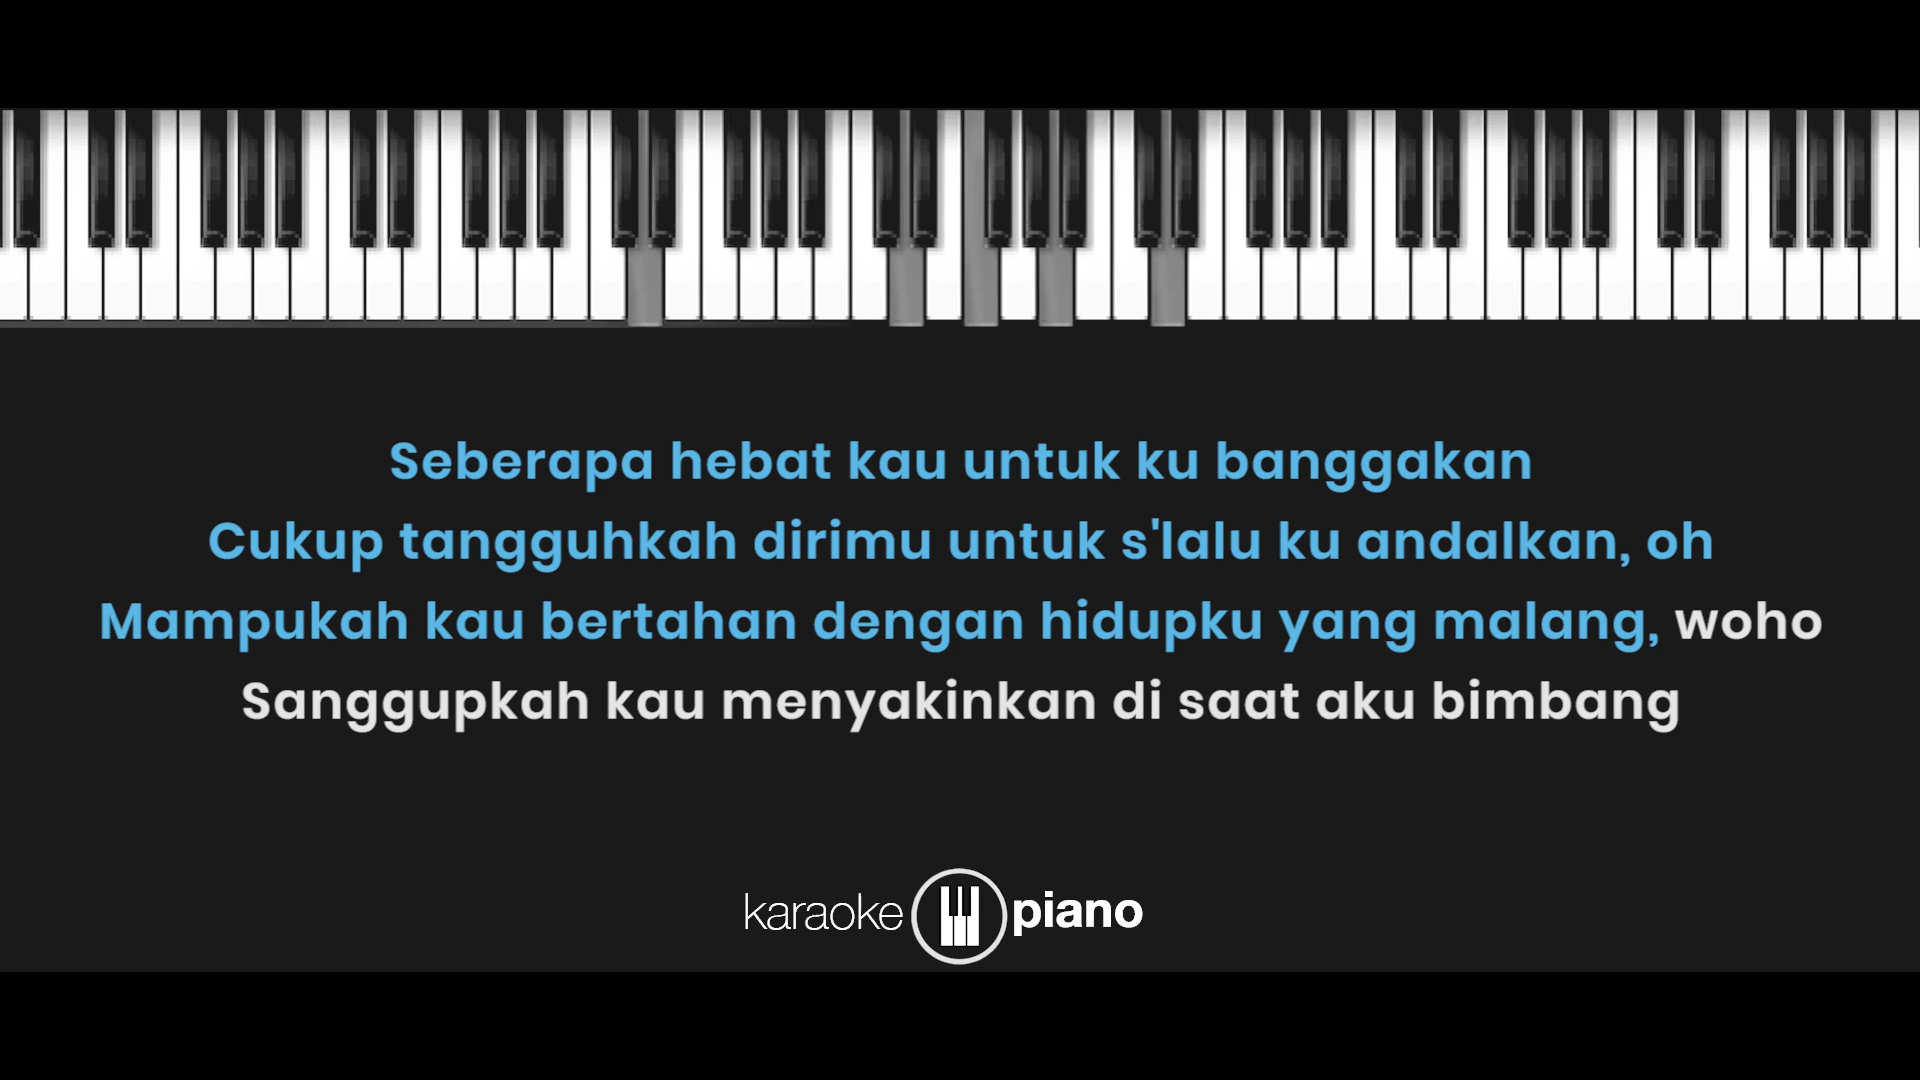 Seberapa hebat kau untuk ku banggakan
Cukup tangguhkah dirimu untuk s'lalu ku andalkan, oh
Mampukah kau bertahan dengan hidupku yang malang, woho
Sanggupkah kau menyakinkan di saat aku bimbang
karaoke piano